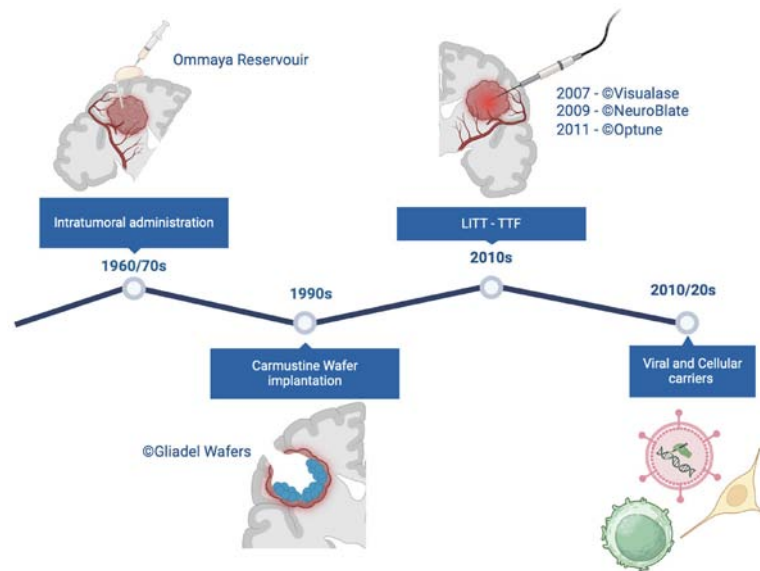 Ommaya Reservouir
2007 - ©Visualase
2009 - ©NeuroBlate
2011 - ©Optune
Intratumoral administration
LITT - TTF
1960/70s
1990s
2010s
2010/20s
Carmustine Wafer
implantation
Viral and Cellular
carriers
©Gliadel Wafers